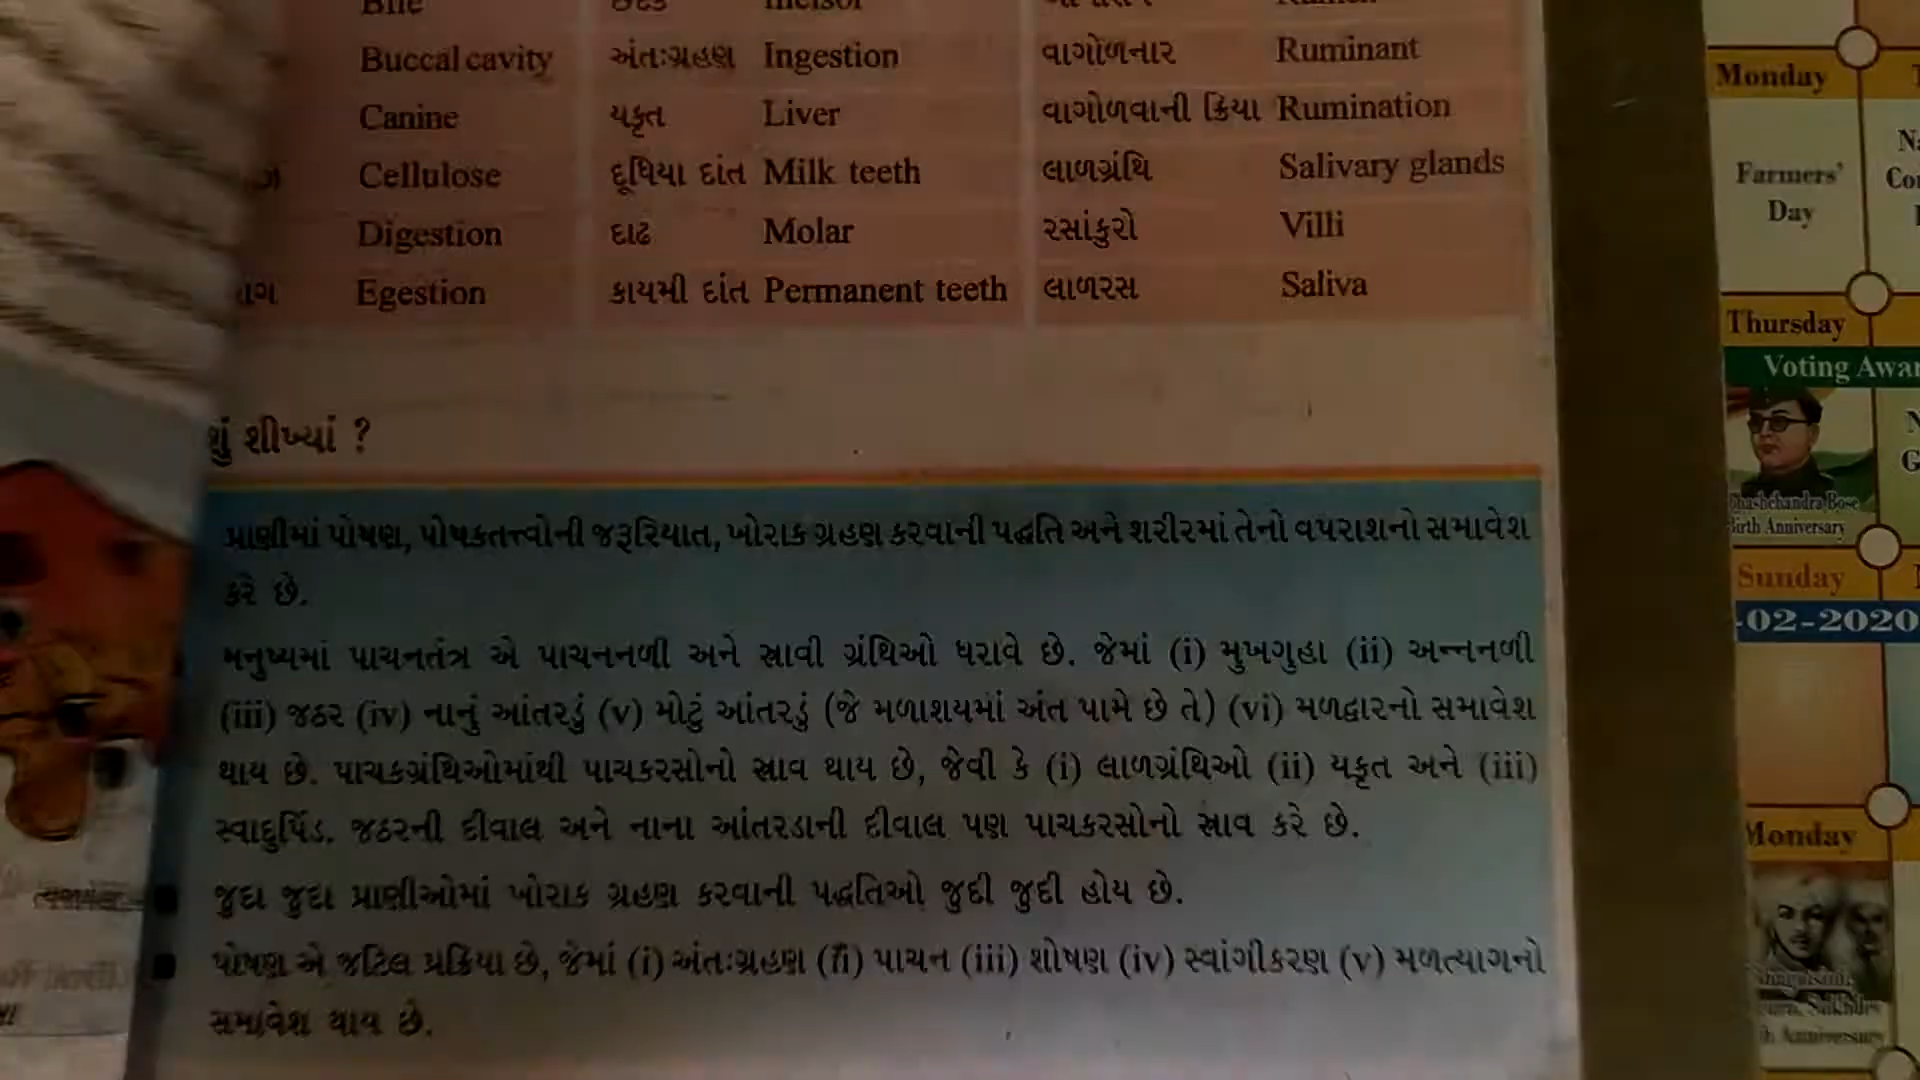 Buccal cavity અંતઃગ્રહણ Ingestion વાગોળનાર Ruminant
Canine યકૃત Liver વાગોળવાની ક્રિયા Rumination
Cellulose દૂધિયા દાંત Milk teeth લાળગ્રંથિ Salivary glands
Digestion દાઢ Molar રસાંકુરો Villi
Egestion કાયમી દાંત Permanent teeth લાળરસ Saliva
શું શીખ્યાં ?
પ્રાણીમાં પોષણ, પોષકતત્ત્વોની જરૂરિયાત, ખોરાક ગ્રહણ કરવાની પદ્ધતિ અને શરીરમાં તેનો વપરાશનો સમાવેશ
કરે છે.
મનુષ્યમાં પાચનતંત્ર એ પાચનનળી અને સ્રાવી ગ્રંથિઓ ધરાવે છે. જેમાં (i) મુખગુહા (ii) અન્નનળી
(iii) જઠર (iv) નાનું આંતરડું (v) મોટું આંતરડું (જે મળાશયમાં અંત પામે છે તે) (vi) મળદ્વારનો સમાવેશ
થાય છે. પાચકગ્રંથિઓમાંથી પાચકરસોનો સ્રાવ થાય છે, જેવી કે (i) લાળગ્રંથિઓ (ii) યકૃત અને (iii)
સ્વાદુપિંડ. જઠરની દીવાલ અને નાના આંતરડાની દીવાલ પણ પાચકરસોનો સ્રાવ કરે છે.
જુદા જુદા પ્રાણીઓમાં ખોરાક ગ્રહણ કરવાની પદ્ધતિઓ જુદી જુદી હોય છે.
પોષણ એ જટિલ પ્રક્રિયા છે, જેમાં (i) અંતઃગ્રહણ (ii) પાચન (iii) શોષણ (iv) સ્વાંગીકરણ (v) મળત્યાગનો
સમાવેશ થાય છે.
Monday
Farmers'
Day
Thursday
Voting
Birth Anniversary
Sunday
-02-2020
Monday
Anniversary